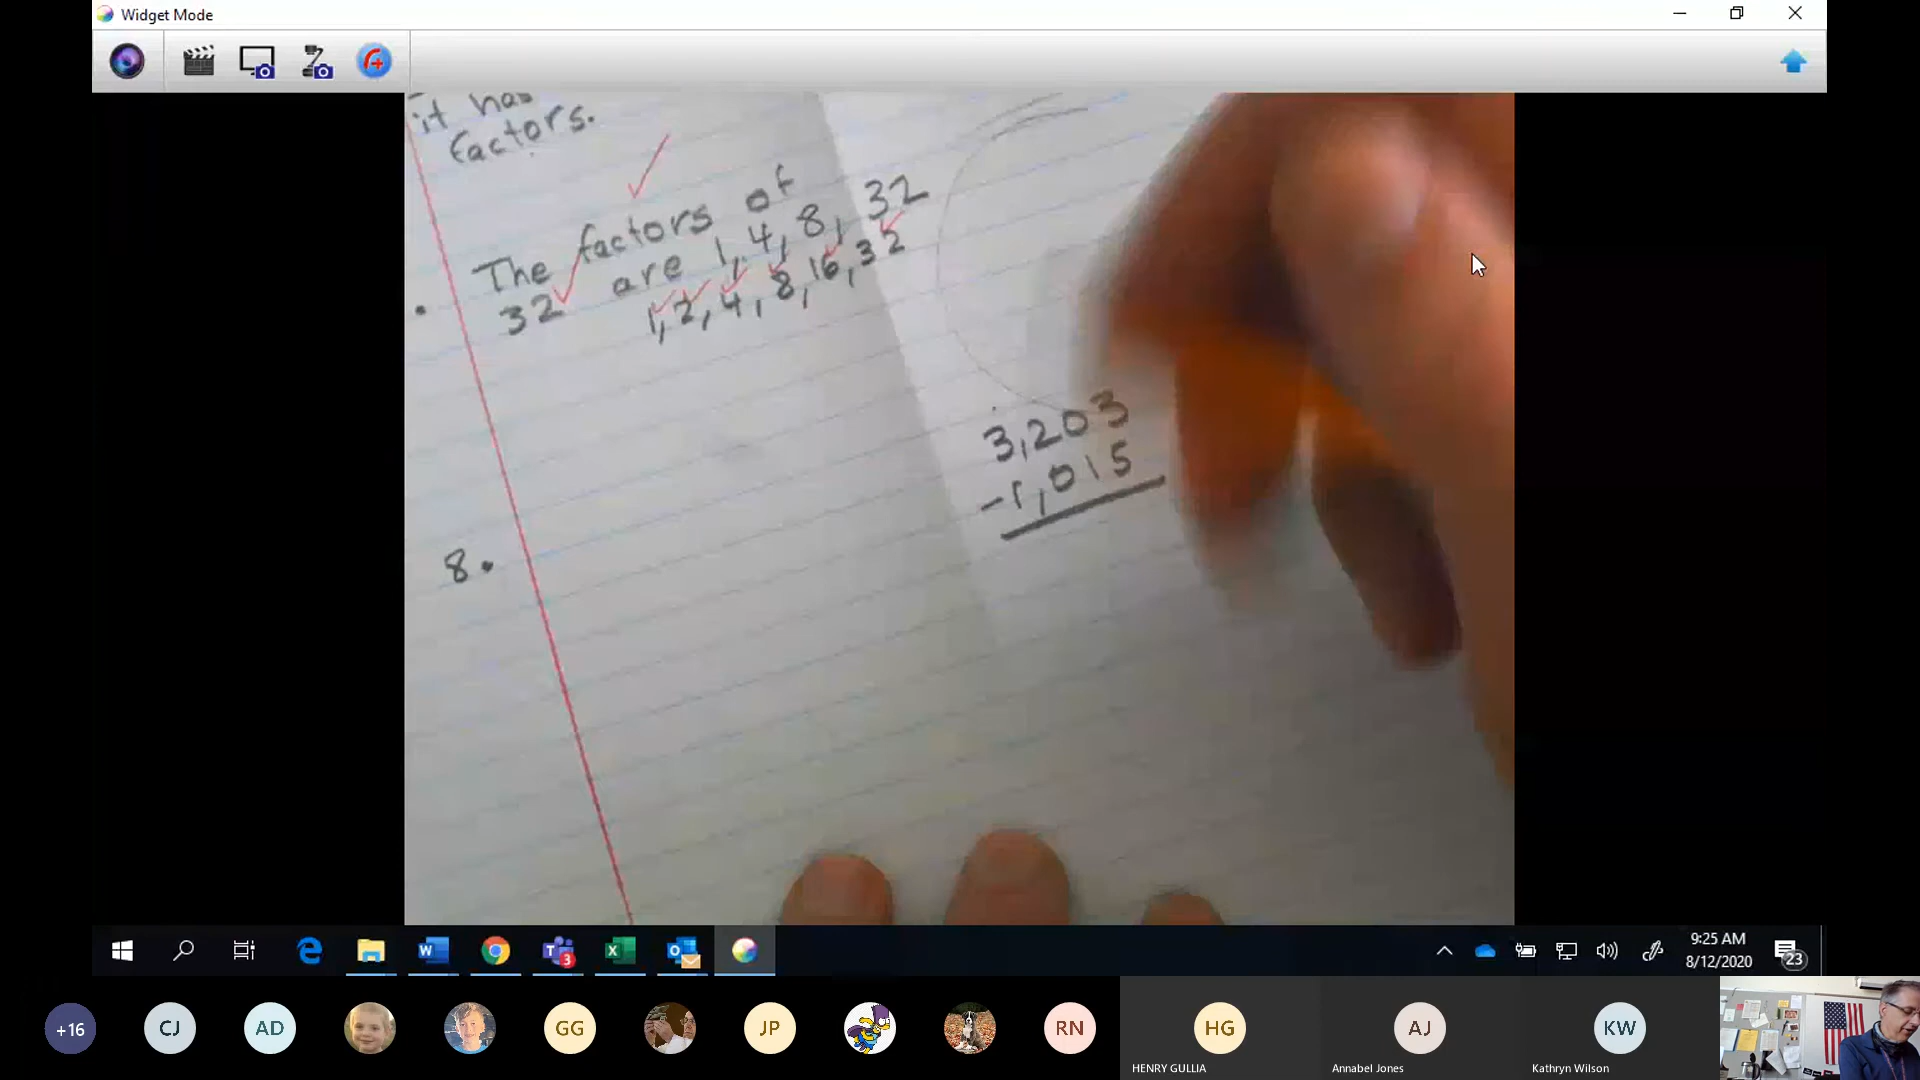 Widget Mode
it has
factors.
The factors of
32 are 1, 4, 8, 32
1, 2, 4, 8, 16, 32
3,203
-1,015
8.
3
9:25 AM
8/12/2020
23
+16
CJ
AD
GG
JP
RN
HG
HENRY GULLIA
AJ
Annabel Jones
KW
Kathryn Wilson